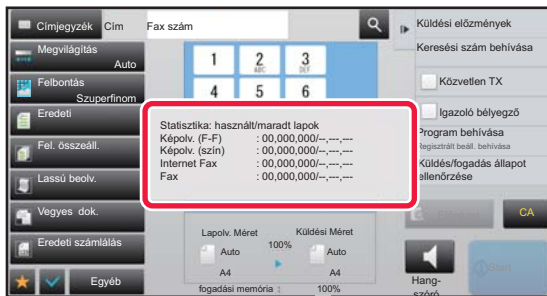 Címjegyzék
Cím
Fax szám
Küldési előzmények
Megvilágítás
Auto
Keresési szám behívása
1
2
ABC
3
DEF
Felbontás
Szuperfinom
Közvetlen TX
4
5
6
Eredeti
Igazoló bélyegző
Statisztika: használt/maradt lapok
Képolv. (F-F) : 00,000,000/--,---,---
Képolv. (szín) : 00,000,000/--,---,---
Internet Fax : 00,000,000/--,---,---
Fax : 00,000,000/--,---,---
Program behívása
Regisztrált beáll. behívása
Fel. összeáll.
Küldés/fogadás állapot
ellenőrzése
Lassú beolv.
Vegyes dok.
CA
Lapolv. Méret
Küldési Méret
100%
Auto
Auto
Eredeti számlálás
A4
A4
Start
Egyéb
fogadási memória : 100%
Hang-
szóró